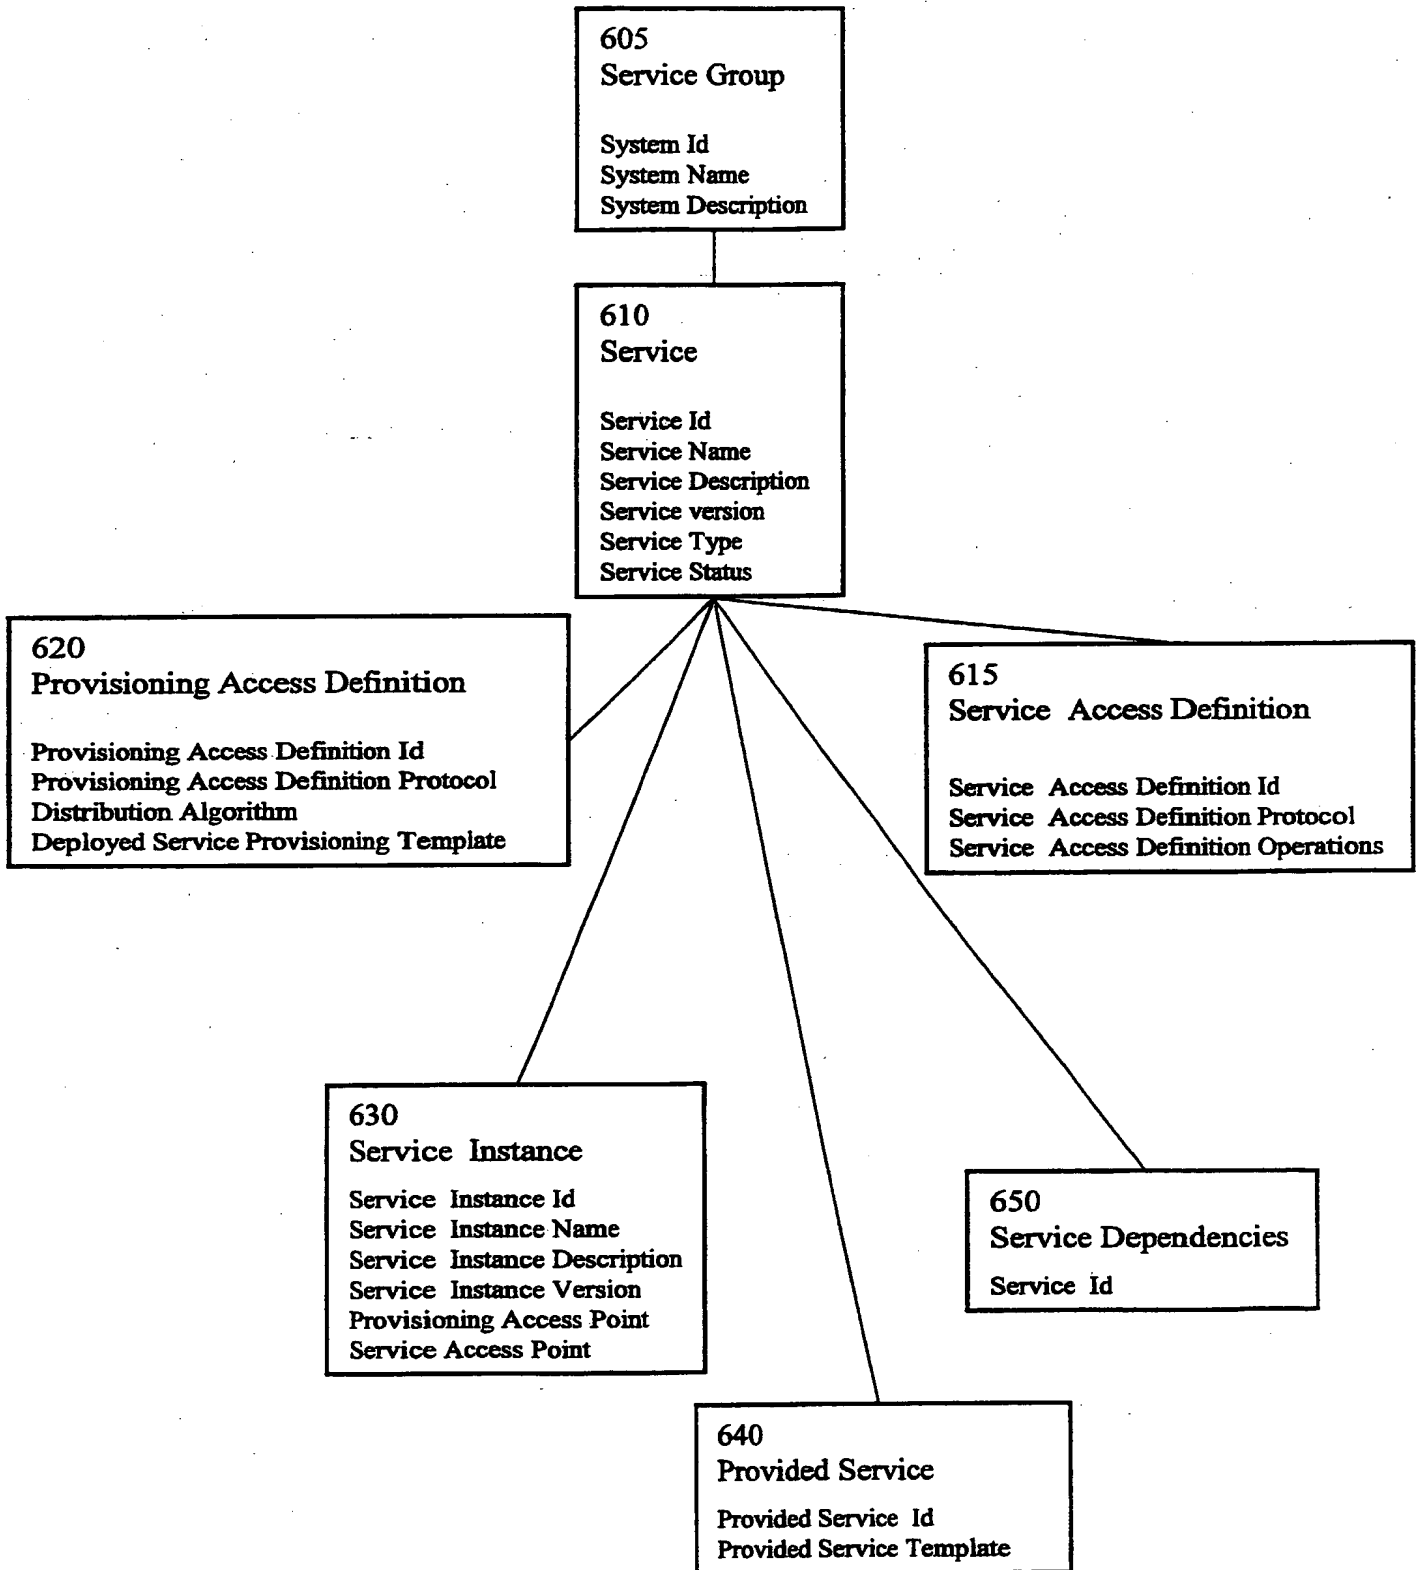 605
Service Group
System Id
System Name
System Description
610
Service
Service Id
Service Name
Service Description
Service version
Service Type
Service Status
620
Provisioning Access Definition
Provisioning Access Definition Id
Provisioning Access Definition Protocol
Distribution Algorithm
Deployed Service Provisioning Template
615
Service Access Definition
Service Access Definition Id
Service Access Definition Protocol
Service Access Definition Operations
630
Service Instance
Service Instance Id
Service Instance Name
Service Instance Description
Service Instance Version
Provisioning Access Point
Service Access Point
650
Service Dependencies
Service Id
640
Provided Service
Provided Service Id
Provided Service Template